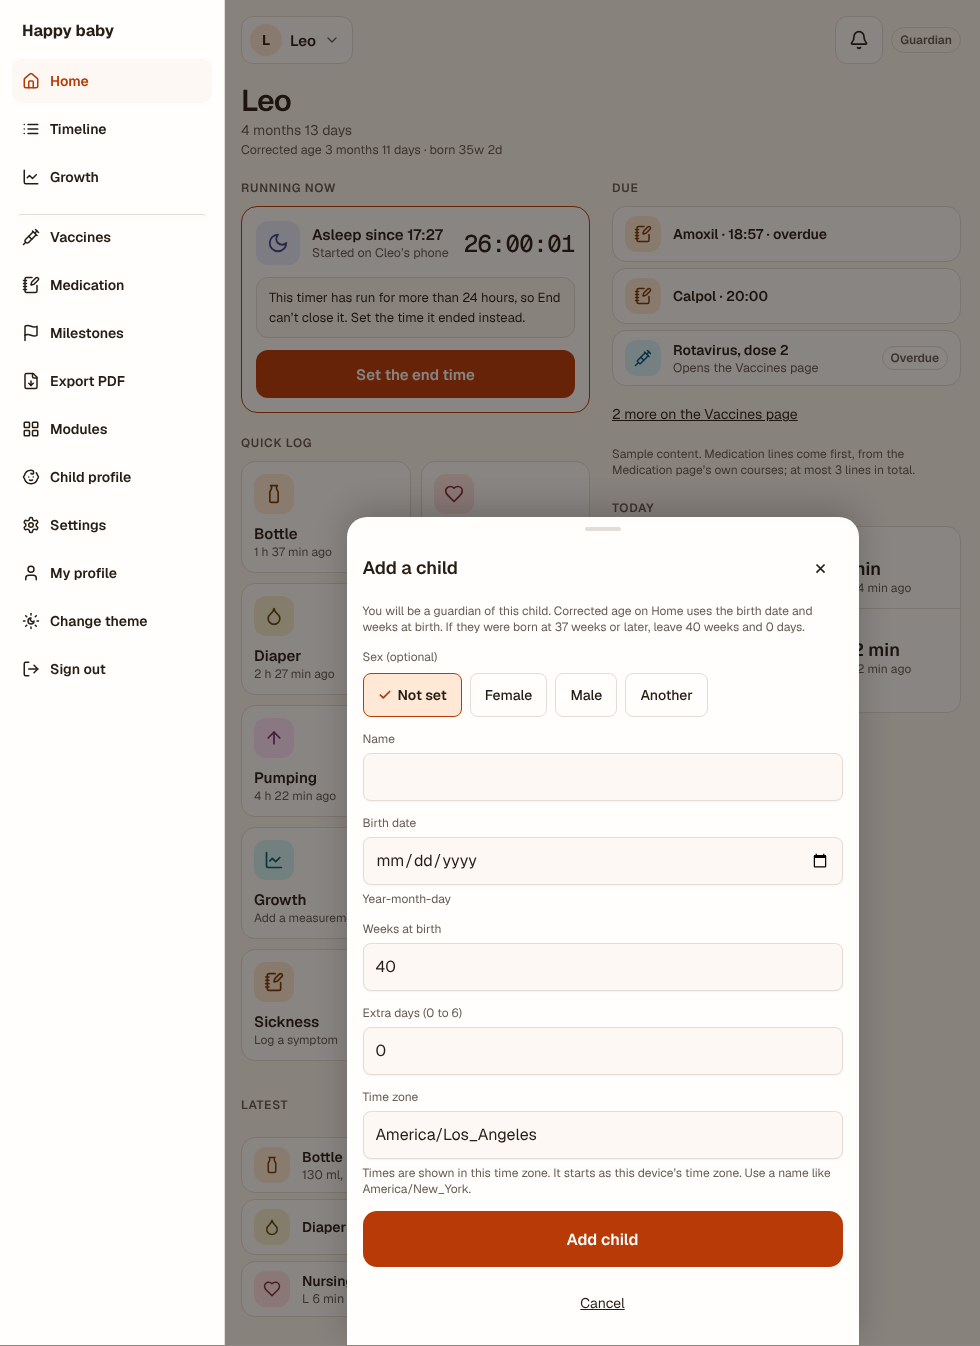 Happy baby
Home
Timeline
Growth
Vaccines
Medication
Milestones
Export PDF
Modules
Child profile
Settings
My profile
Change theme
Sign out
L Leo
Guardian
Leo
4 months 13 days
Corrected age 3 months 11 days · born 35w 2d
RUNNING NOW
Asleep since 17:27
Started on Cleo's phone
26:00:01
This timer has run for more than 24 hours, so End
can't close it. Set the time it ended instead.
Set the end time
QUICK LOG
Bottle
1 h 37 min ago
Diaper
2 h 27 min ago
Pumping
4 h 22 min ago
Growth
Add a
Sickness
Log a symptom
LATEST
Bottle
130 ml,
Diaper
L 6 min
DUE
Amoxil · 18:57 · overdue
Calpol · 20:00
Rotavirus, dose 2
Opens the Vaccines page
Overdue
2 more on the Vaccines page
Sample content. Medication lines come first, from the
Medication page's own courses; at most 3 lines in total.
TODAY
4 min ago
2 min
2 min ago
Add a child
You will be a guardian of this child. Corrected age on Home uses the birth date and
weeks at birth. If they were born at 37 weeks or later, leave 40 weeks and 0 days.
Sex (optional)
Not set
Female
Male
Another
Name
Birth date
mm/dd/yyyy
Year-month-day
Weeks at birth
40
Extra days (0 to 6)
0
Time zone
America/Los_Angeles
Times are shown in this time zone. It starts as this device's time zone. Use a name like
America/New_York.
Add child
Cancel